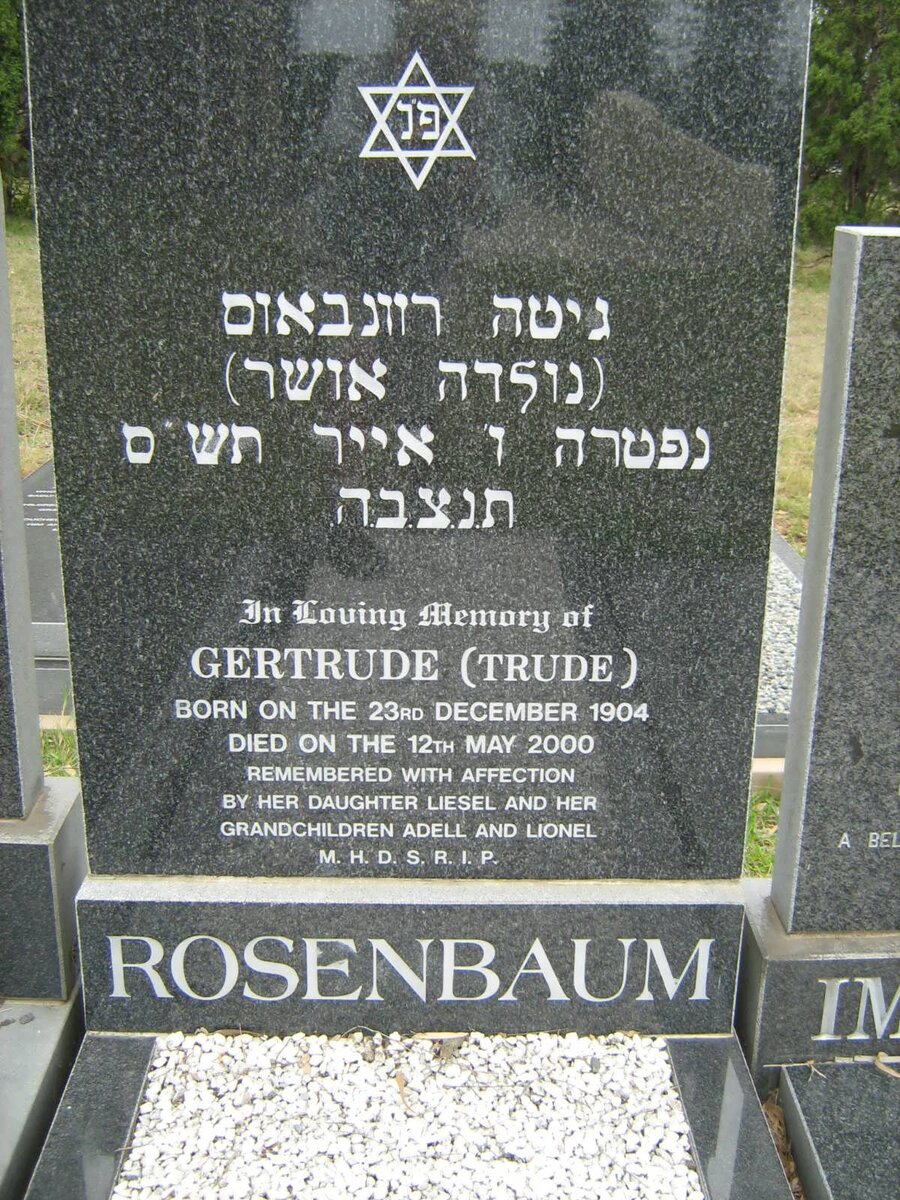 פ"נ
גיטה רוזנבאום
(נולדה אושר)
נפטרה ו' אייר תש"ס
ת.נ.צ.ב.ה.
In Loving Memory of
GERTRUDE (TRUDE)
BORN ON THE 23RD DECEMBER 1904
DIED ON THE 12TH MAY 2000
REMEMBERED WITH AFFECTION
BY HER DAUGHTER LIESEL AND HER
GRANDCHILDREN ADELL AND LIONEL
M. H. D. S. R. I. P.
ROSENBAUM
A BEL
IM